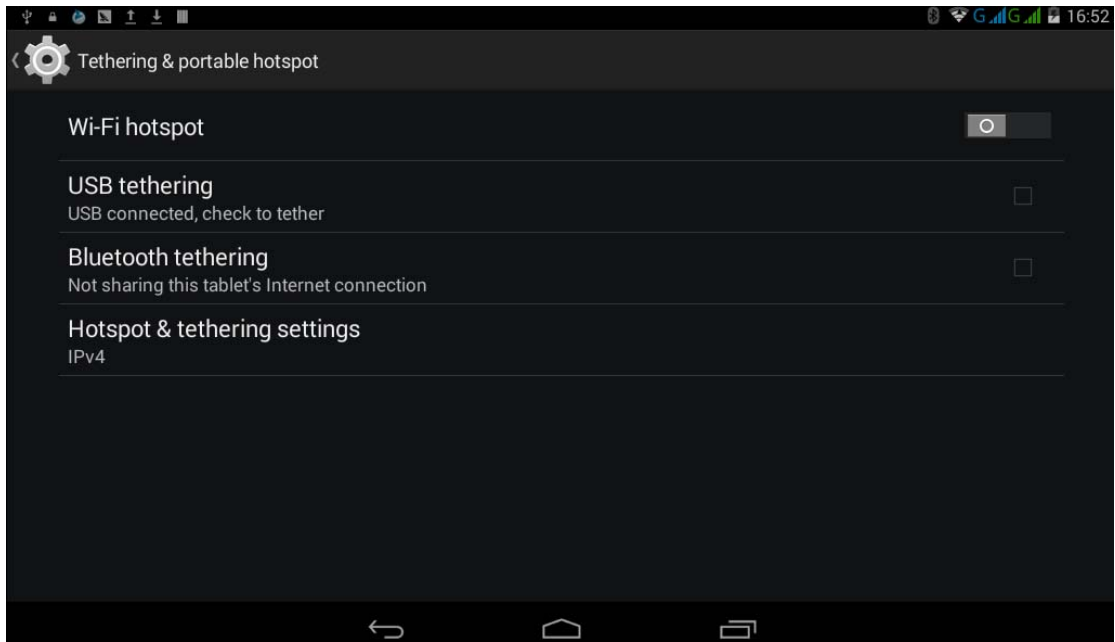 G G 16:52
Tethering & portable hotspot
Wi-Fi hotspot
USB tethering
USB connected, check to tether
Bluetooth tethering
Not sharing this tablet's Internet connection
Hotspot & tethering settings
IPv4